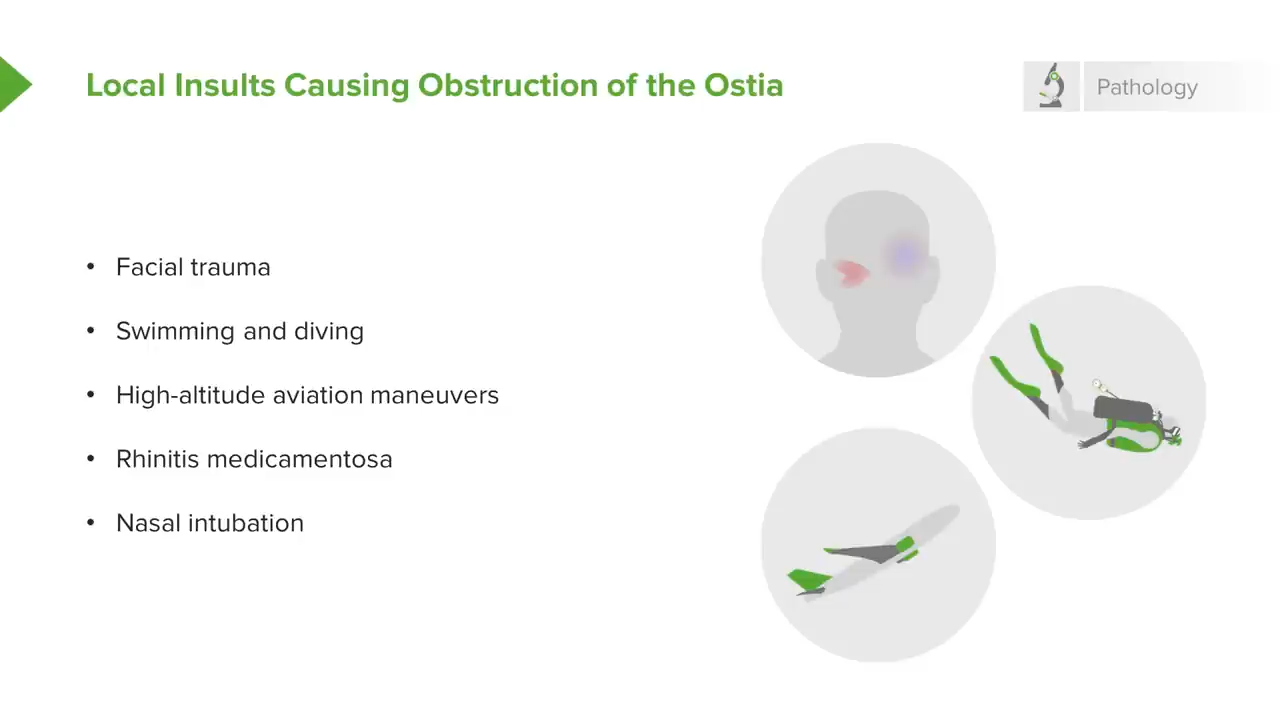 Local Insults Causing Obstruction of the Ostia
Pathology
• Facial trauma
• Swimming and diving
• High-altitude aviation maneuvers
• Rhinitis medicamentosa
• Nasal intubation